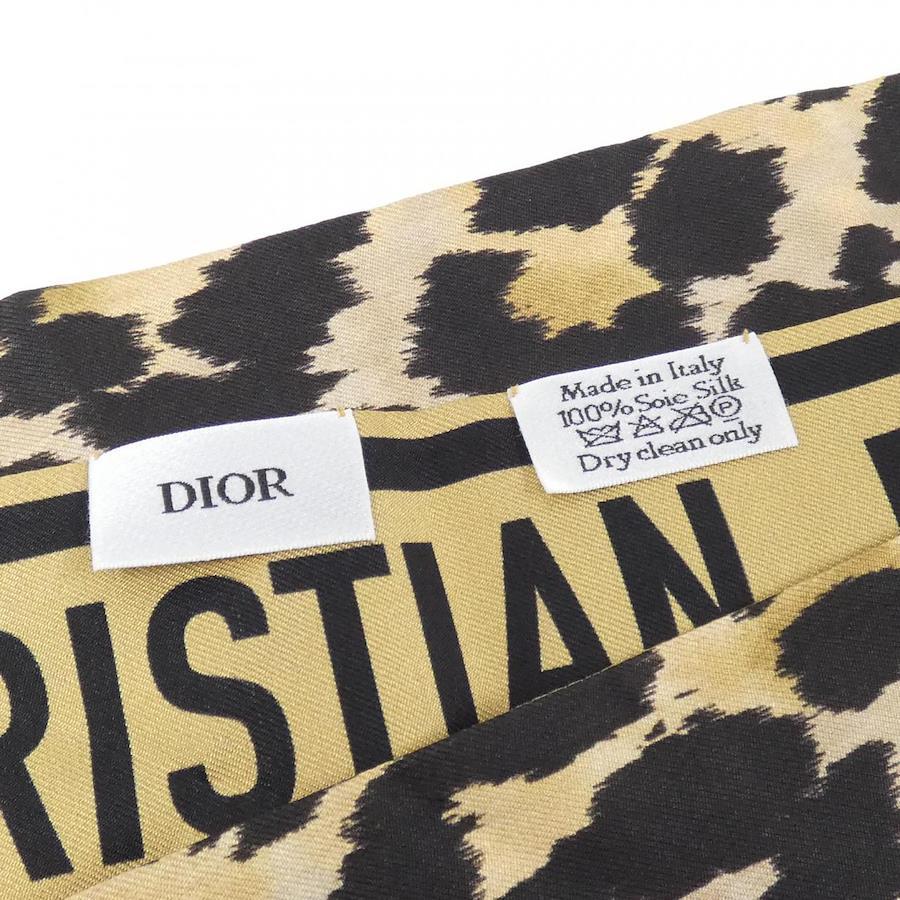 DIOR
Made in Italy
100% Soie Silk
P
Dry clean only
RISTIAN